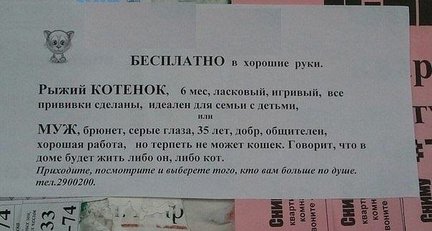 БЕСПЛАТНО в хорошие руки.
Рыжий КОТЕНОК, 6 мес, ласковый, игривый, все
прививки сделаны, идеален для семьи с детьми,
или
МУЖ, брюнет, серые глаза, 35 лет, добр, общителен,
хорошая работа, но терпеть не может кошек. Говорит, что в
доме будет жить либо он, либо кот.
Приходите, посмотрите и выберете того, кто вам больше по душе.
тел.2900200.
Сниму
Сниму